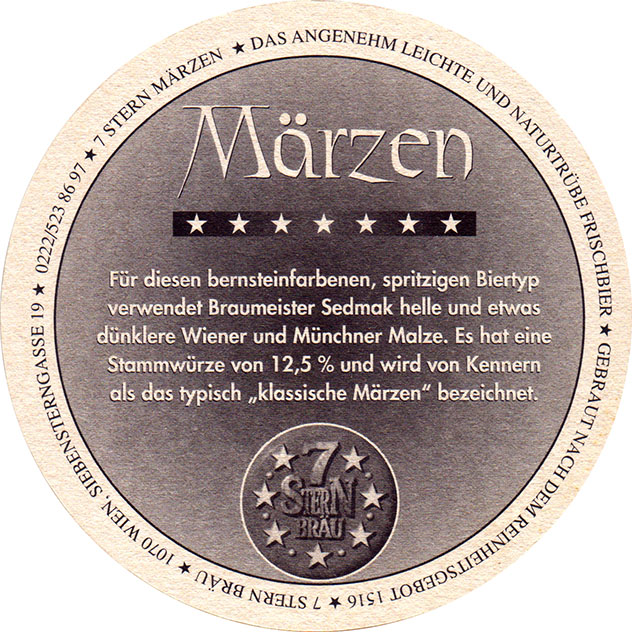 7 STERN MÄRZEN ★ DAS ANGENEHM LEICHTE UND NATURTRÜBE FRISCHBIER ★ GEBRAUT NACH DEM REINHEITSGEBOT 1516 ★ 7 STERN BRÄU ★ 1070 WIEN, SIEBENSTERNGASSE 19 ★ 0222/523 86 97 ★
Märzen
★ ★ ★ ★ ★ ★ ★
Für diesen bernsteinfarbenen, spritzigen Biertyp
verwendet Braumeister Sedmak helle und etwas
dünklere Wiener und Münchner Malze. Es hat eine
Stammwürze von 12,5 % und wird von Kennern
als das typisch „klassische Märzen“ bezeichnet.
7
STERN
BRÄU